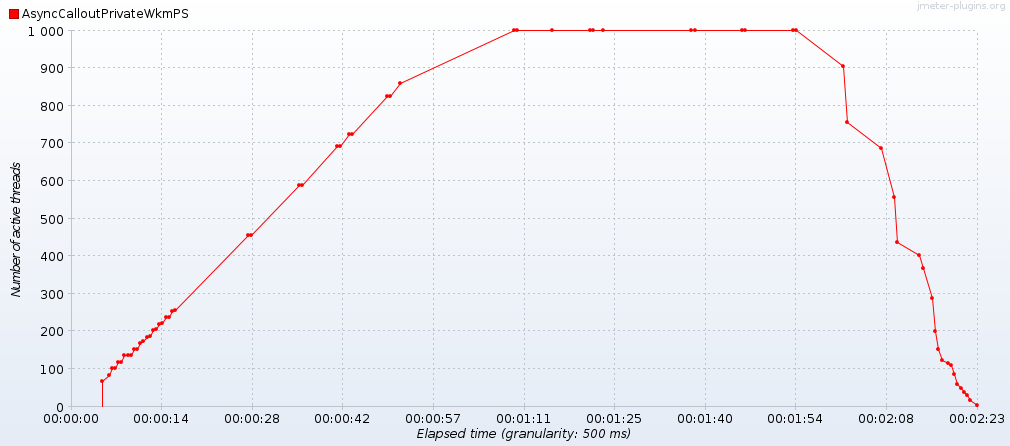 jmeter-plugins.org
AsyncCalloutPrivateWkmPS
1 000
900
800
700
600
500
400
300
200
100
0
Number of active threads
00:00:00 00:00:14 00:00:28 00:00:42 00:00:57 00:01:11 00:01:25 00:01:40 00:01:54 00:02:08 00:02:23
Elapsed time (granularity: 500 ms)